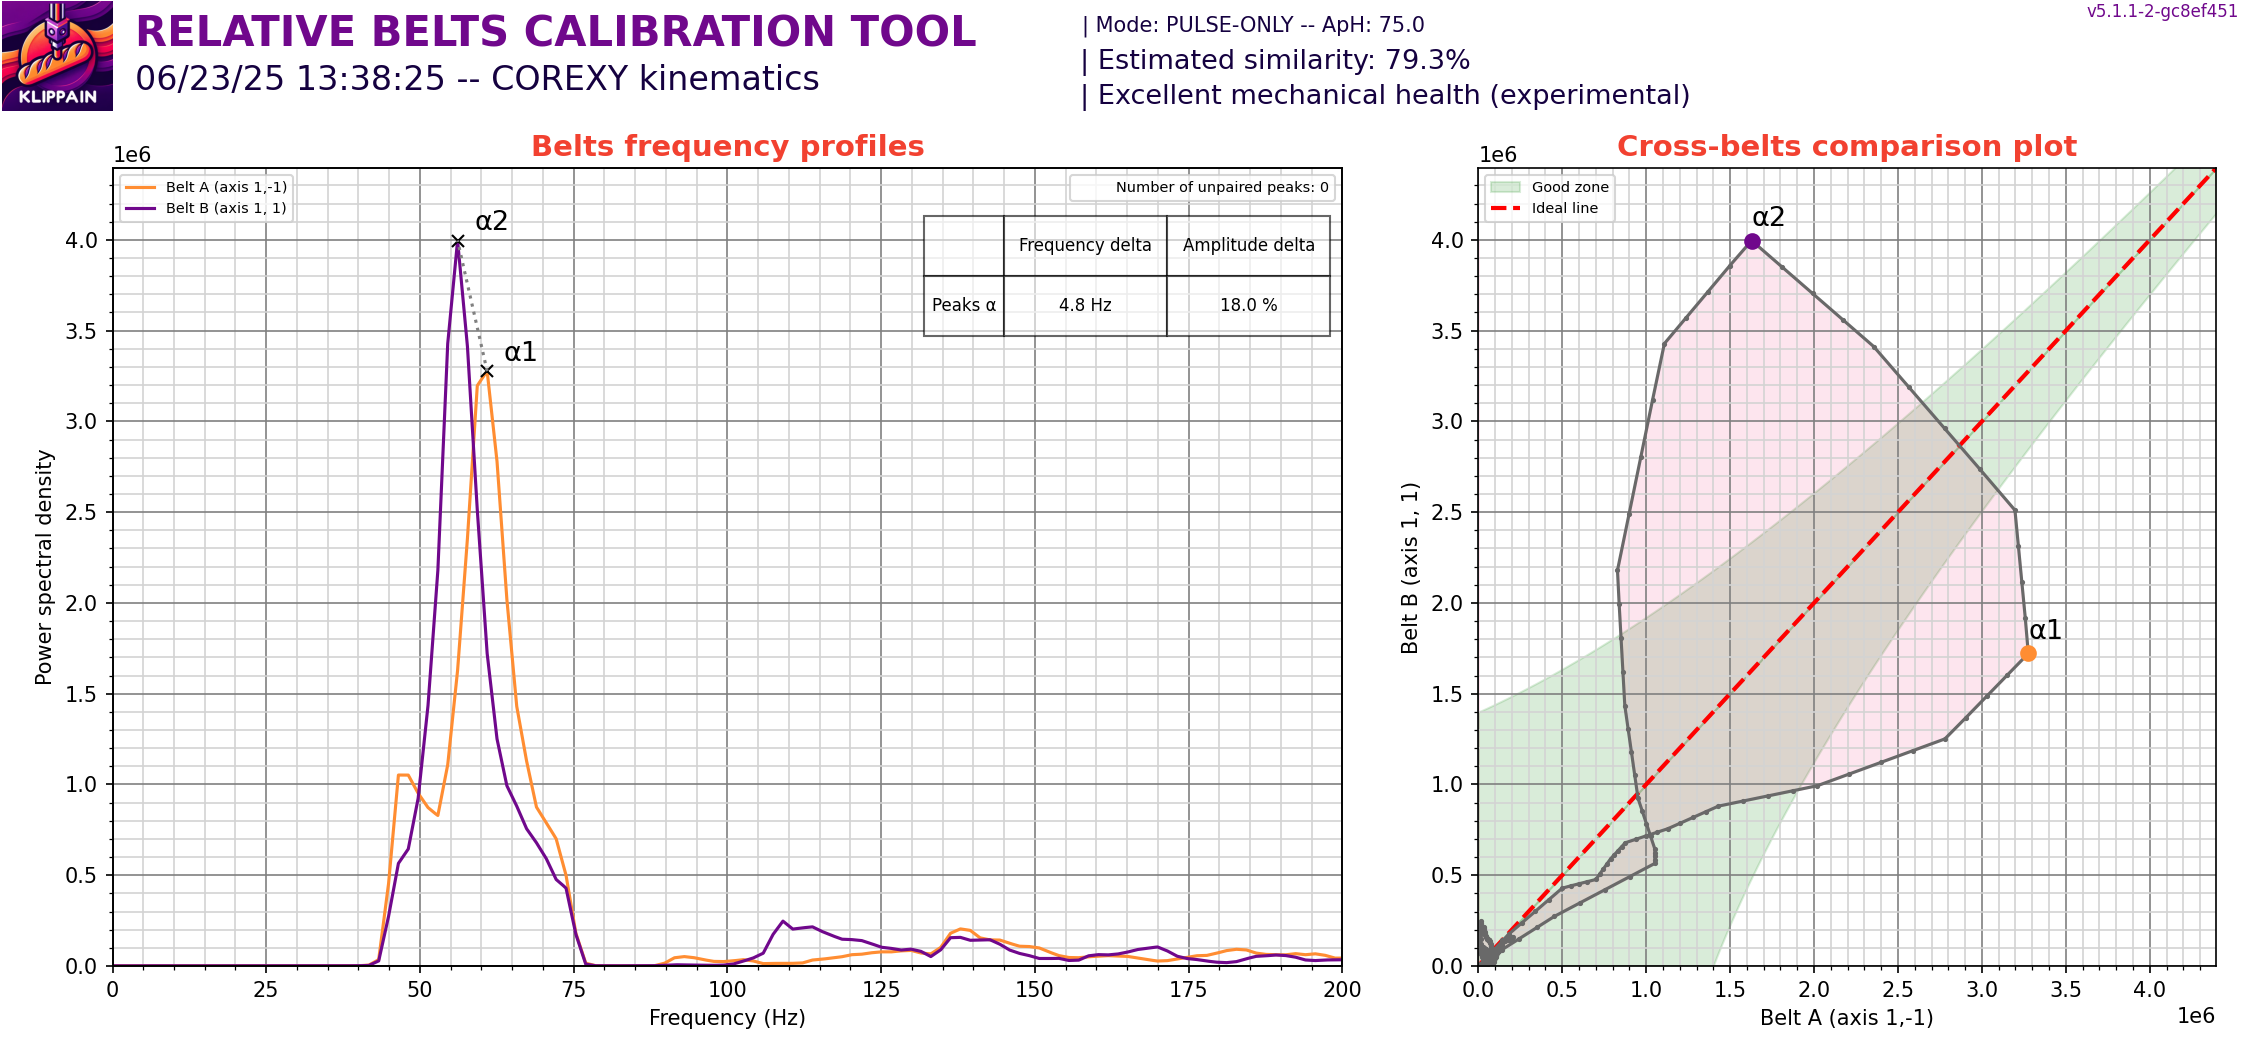 KLIPPAIN
RELATIVE BELTS CALIBRATION TOOL
06/23/25 13:38:25 -- COREXY kinematics
| Mode: PULSE-ONLY -- ApH: 75.0
| Estimated similarity: 79.3%
| Excellent mechanical health (experimental)
v5.1.1-2-gc8ef451
Belts frequency profiles
1e6
Belt A (axis 1,-1)
Belt B (axis 1, 1)
Number of unpaired peaks: 0
Frequency delta Amplitude delta
Peaks α 4.8 Hz 18.0 %
α2
α1
Power spectral density
4.0
3.5
3.0
2.5
2.0
1.5
1.0
0.5
0.0
0 25 50 75 100 125 150 175 200
Frequency (Hz)
Cross-belts comparison plot
1e6
Good zone
Ideal line
α2
α1
Belt B (axis 1, 1)
4.0
3.5
3.0
2.5
2.0
1.5
1.0
0.5
0.0
0.0 0.5 1.0 1.5 2.0 2.5 3.0 3.5 4.0
Belt A (axis 1,-1)
1e6